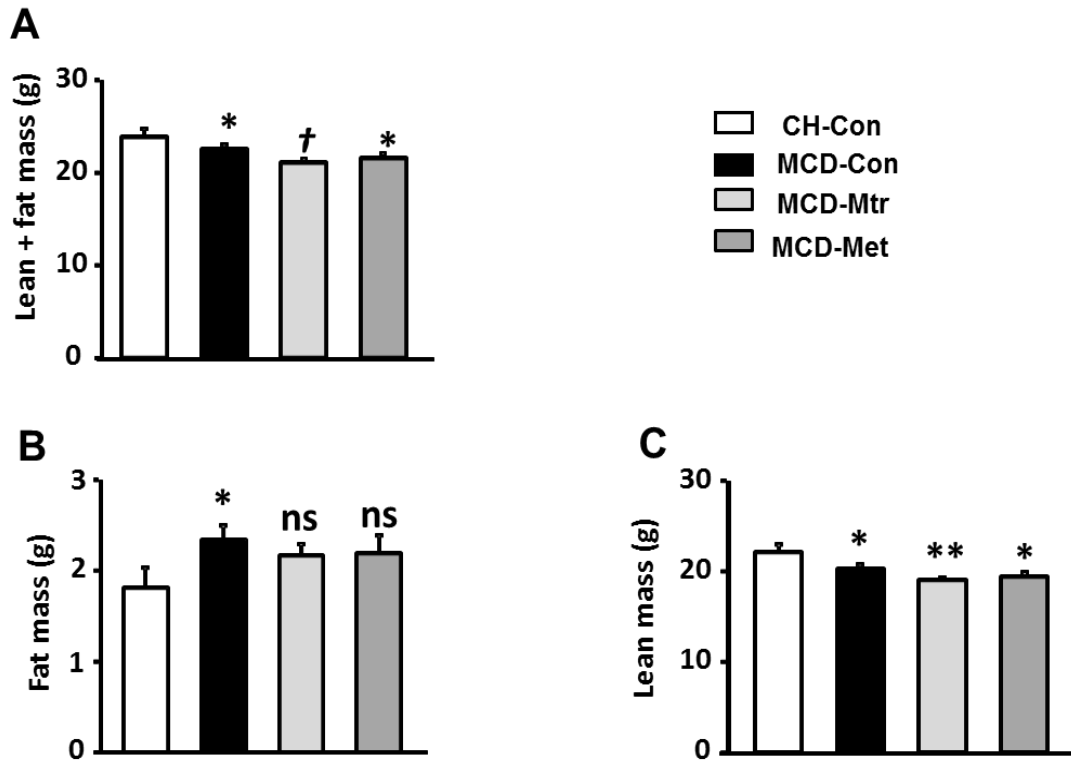 A
Lean + fat mass (g)
30
20
10
0
*
†
*
CH-Con
MCD-Con
MCD-Mtr
MCD-Met
B
Fat mass (g)
3
2
1
0
*
ns
ns
C
Lean mass (g)
30
20
10
0
*
**
*